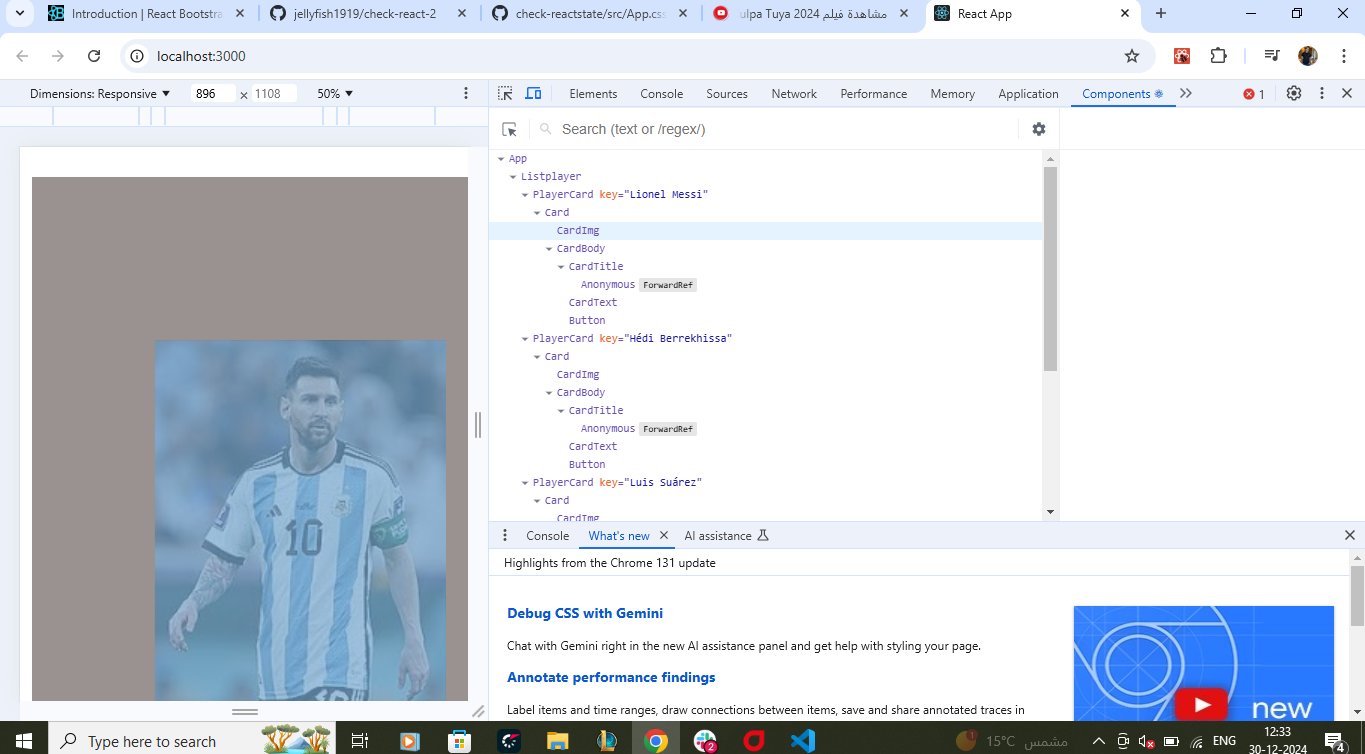 Introduction | React Bootstra
jellyfish1919/check-react-2
check-reactstate/src/App.css
مشاهدة فيلم Culpa Tuya 2024
React App
localhost:3000
Dimensions: Responsive 896 × 1108 50%
Elements Console Sources Network Performance Memory Application Components 1
Search (text or /regex/)
App
Listplayer
PlayerCard key="Lionel Messi"
Card
CardImg
CardBody
CardTitle
Anonymous ForwardRef
CardText
Button
PlayerCard key="Hédi Berrekhissa"
Card
CardImg
CardBody
CardTitle
Anonymous ForwardRef
CardText
Button
PlayerCard key="Luis Suárez"
Card
CardImg
10
Console What's new AI assistance
Highlights from the Chrome 131 update
Debug CSS with Gemini
Chat with Gemini right in the new AI assistance panel and get help with styling your page.
Annotate performance findings
Label items and time ranges, draw connections between items, save and share annotated traces in
new
Type here to search
2
1
15°C مشمس
ENG
12:33
30-12-2024
4